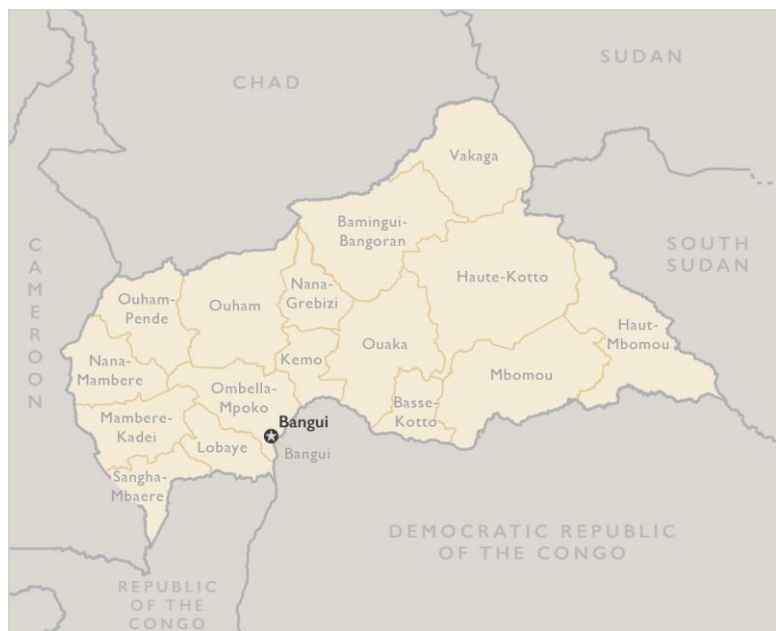 SUDAN
CHAD
Vakaga
Bamingui-
Bangoran
CAMEROON
SOUTH
SUDAN
Haute-Kotto
Nana-
Grebizi
Ouham-
Pende
Ouham
Haut-
Mbomou
Ouaka
Kemo
Nana-
Mambere
Mbomou
Ombella-
Mpoko
Basse-
Kotto
Mambere-
Kadei
Bangui
Lobaye
Bangui
Sangha-
Mbaere
DEMOCRATIC REPUBLIC
OF THE CONGO
REPUBLIC
OF THE
CONGO